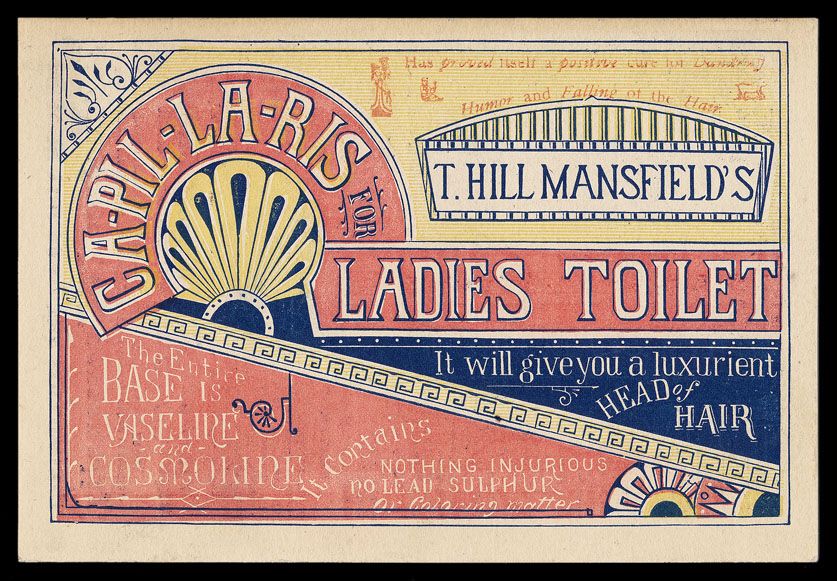 Has proved itself a positive cure for Dandruff
Humor and Falling of the Hair
T. HILL MANSFIELD'S
CA-PIL-LA-RIS
FOR
LADIES TOILET
It will give you a luxurient
HEAD of
HAIR
The Entire
BASE Is
VASELINE
and
COSMOLINE
It Contains
NOTHING INJURIOUS
no LEAD SULPHUR
Or Coloring matter